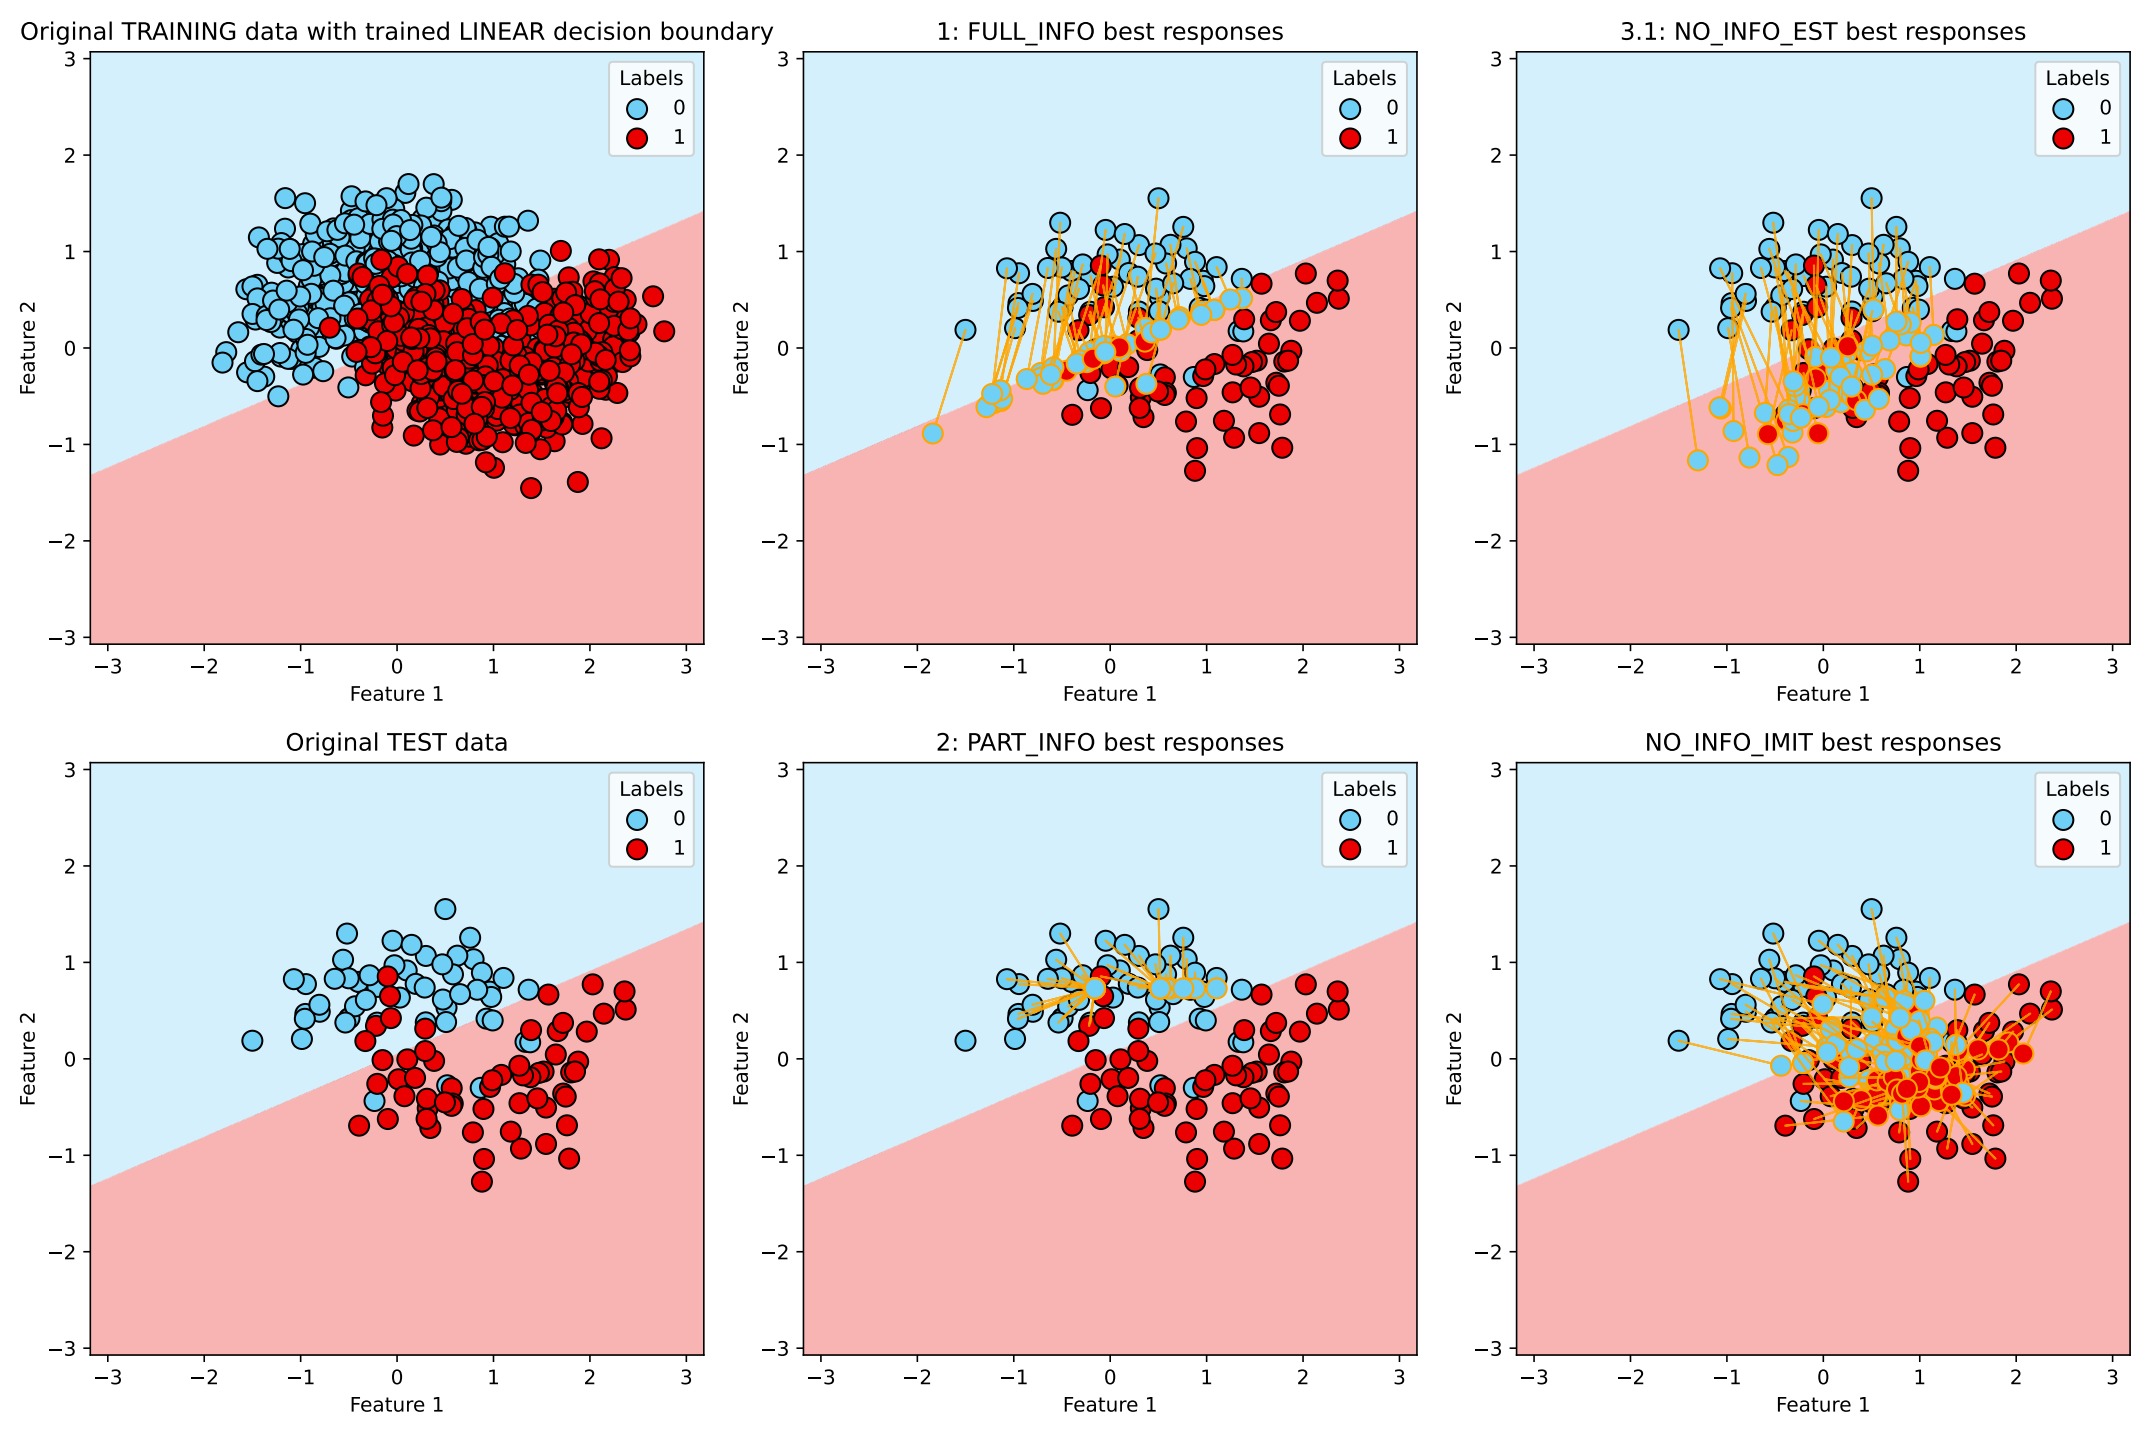 Original TRAINING data with trained LINEAR decision boundary
Labels
0
1
3
2
1
0
−1
−2
−3
Feature 2
−3 −2 −1 0 1 2 3
Feature 1
1: FULL_INFO best responses
Labels
0
1
3
2
1
0
−1
−2
−3
Feature 2
−3 −2 −1 0 1 2 3
Feature 1
3.1: NO_INFO_EST best responses
Labels
0
1
3
2
1
0
−1
−2
−3
Feature 2
−3 −2 −1 0 1 2 3
Feature 1
Original TEST data
Labels
0
1
3
2
1
0
−1
−2
−3
Feature 2
−3 −2 −1 0 1 2 3
Feature 1
2: PART_INFO best responses
Labels
0
1
3
2
1
0
−1
−2
−3
Feature 2
−3 −2 −1 0 1 2 3
Feature 1
NO_INFO_IMIT best responses
Labels
0
1
3
2
1
0
−1
−2
−3
Feature 2
−3 −2 −1 0 1 2 3
Feature 1